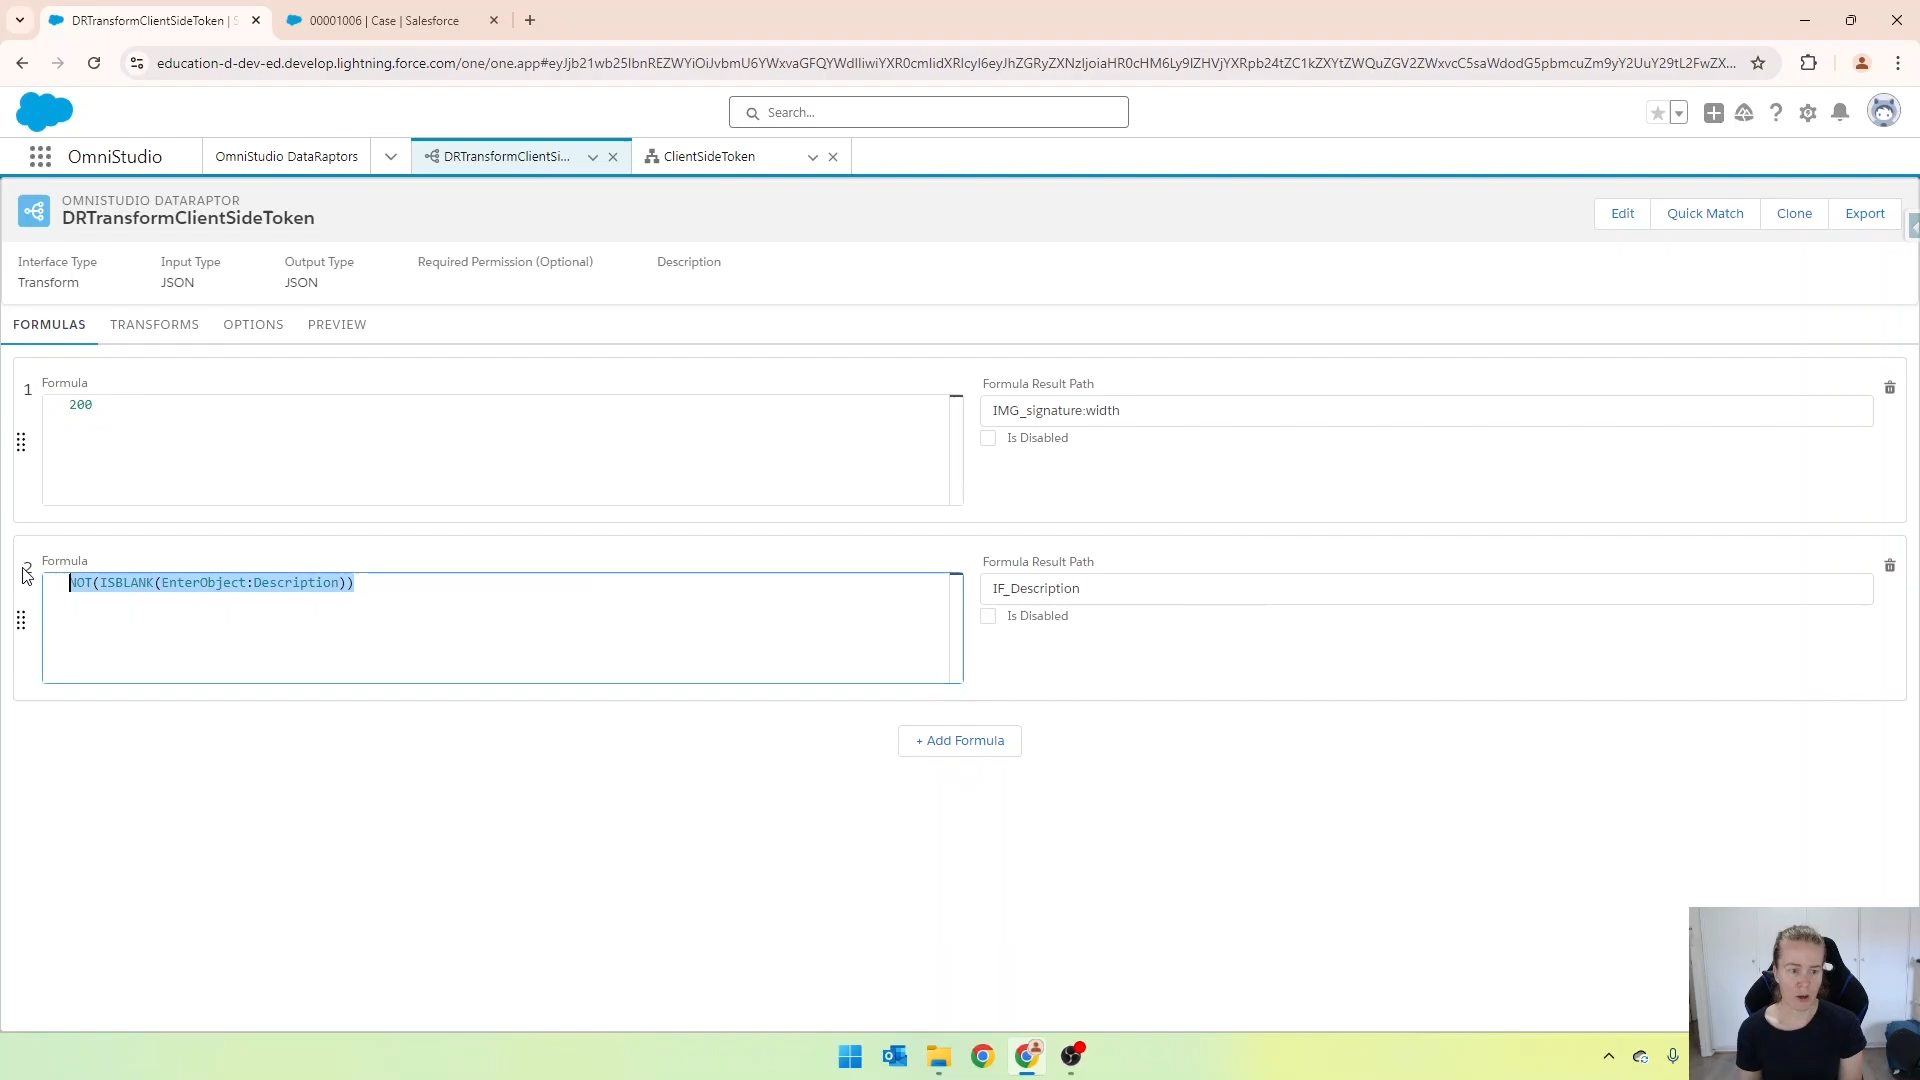 DRTransformClientSideToken | S
00001006 | Case | Salesforce
education-d-dev-ed.develop.lightning.force.com/one/one.app#
Search...
OmniStudio
OmniStudio DataRaptors
DRTransformClientSi...
ClientSideToken
OMNISTUDIO DATARAPTOR
DRTransformClientSideToken
Edit
Quick Match
Clone
Export
Interface Type
Input Type
Output Type
Required Permission (Optional)
Description
Transform
JSON
JSON
FORMULAS
TRANSFORMS
OPTIONS
PREVIEW
1
Formula
200
Formula Result Path
IMG_signature:width
Is Disabled
2
Formula
NOT(ISBLANK(EnterObject:Description))
Formula Result Path
IF_Description
Is Disabled
+ Add Formula